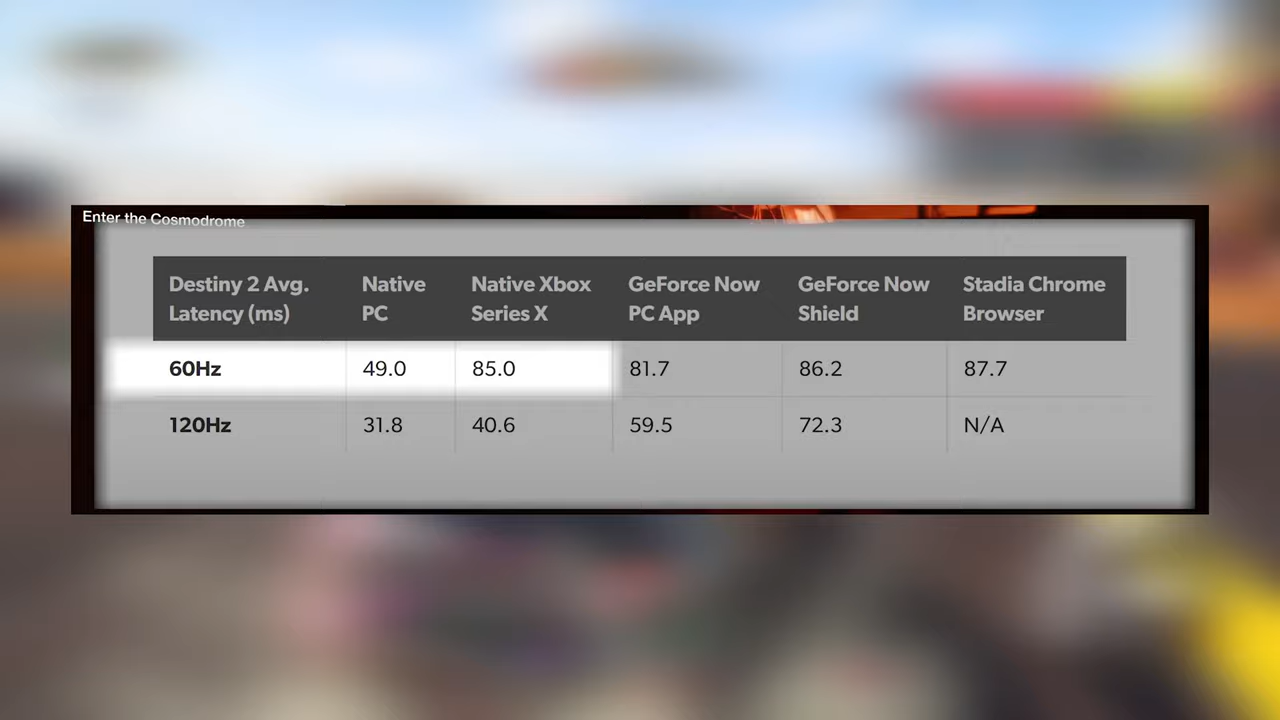 Enter the Cosmodrome
Destiny 2 Avg. Latency (ms) Native PC Native Xbox Series X GeForce Now PC App GeForce Now Shield Stadia Chrome Browser
60Hz 49.0 85.0 81.7 86.2 87.7
120Hz 31.8 40.6 59.5 72.3 N/A